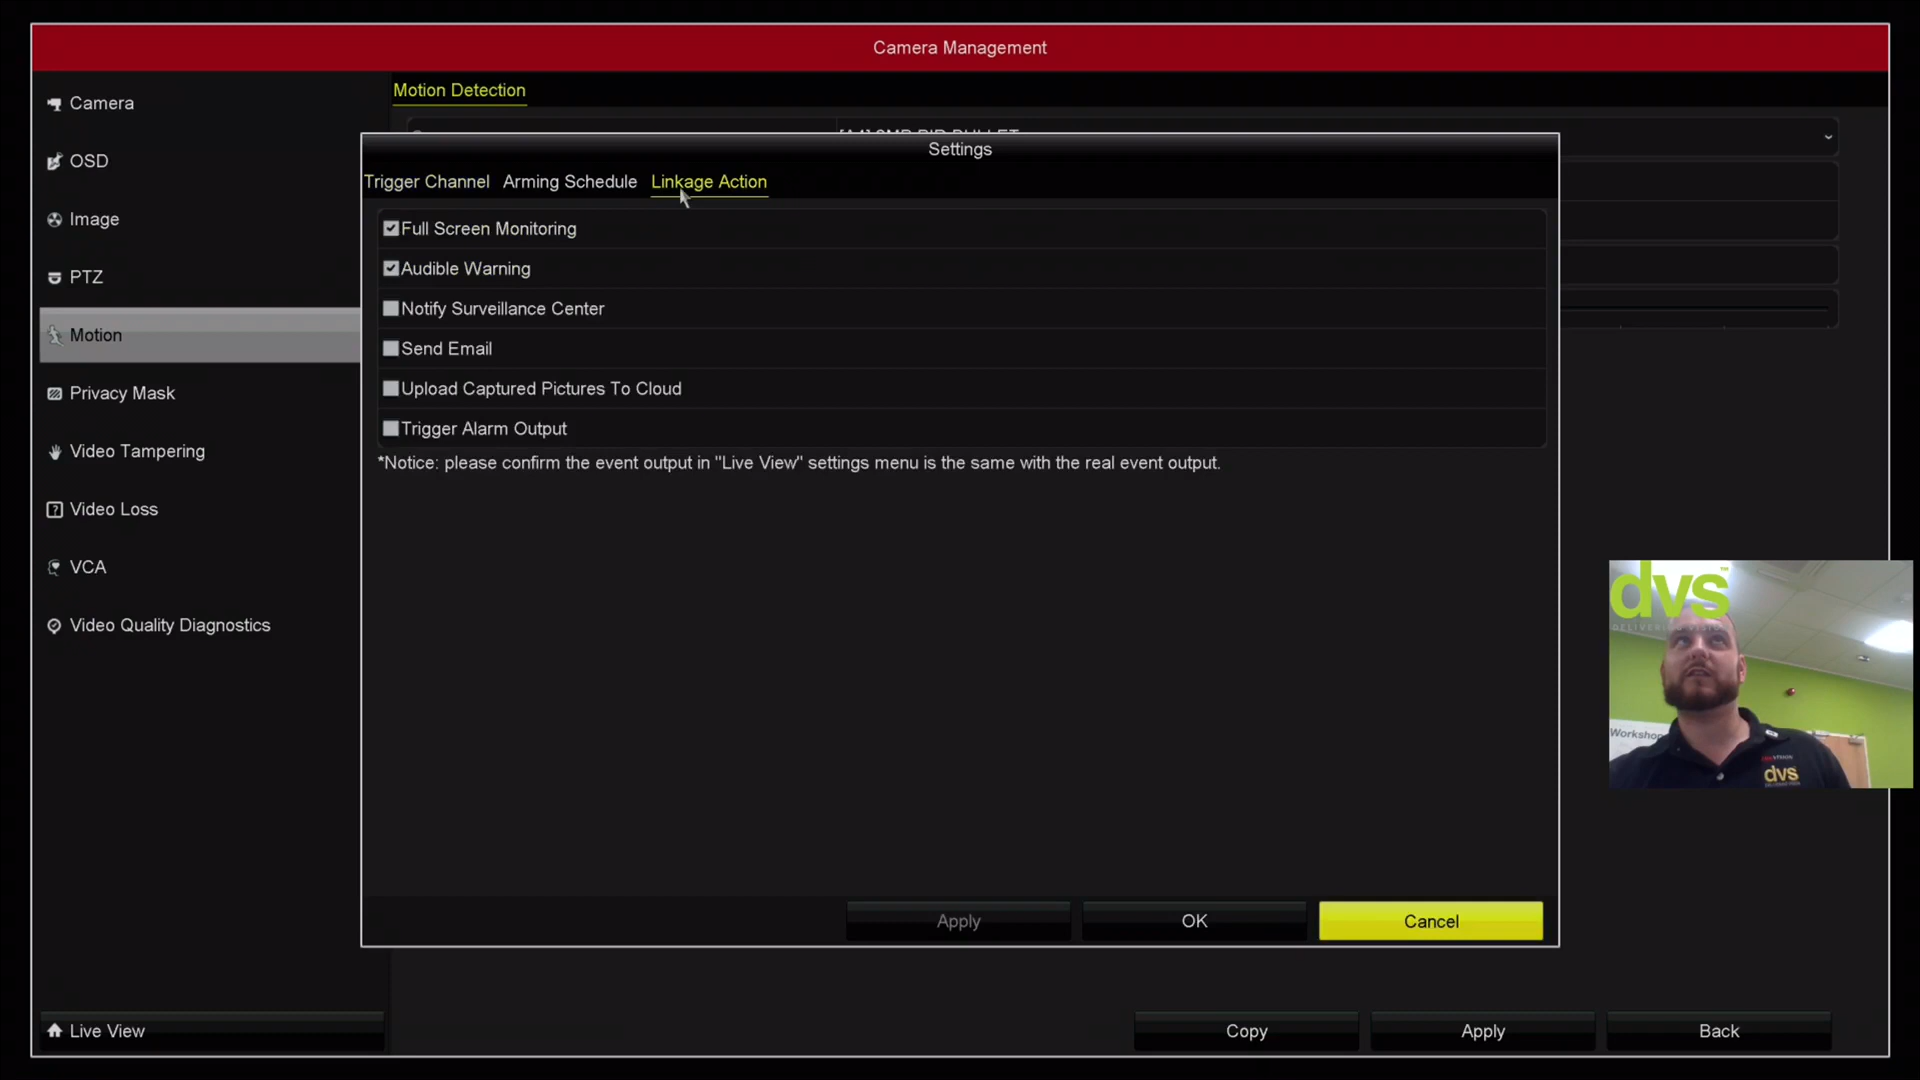 Camera Management
Camera
OSD
Image
PTZ
Motion
Privacy Mask
Video Tampering
Video Loss
VCA
Video Quality Diagnostics
Live View
Motion Detection
Settings
Trigger Channel Arming Schedule Linkage Action
Full Screen Monitoring
Audible Warning
Notify Surveillance Center
Send Email
Upload Captured Pictures To Cloud
Trigger Alarm Output
*Notice: please confirm the event output in "Live View" settings menu is the same with the real event output.
Apply OK Cancel
Copy Apply Back
dvs™
Workshop
dvs